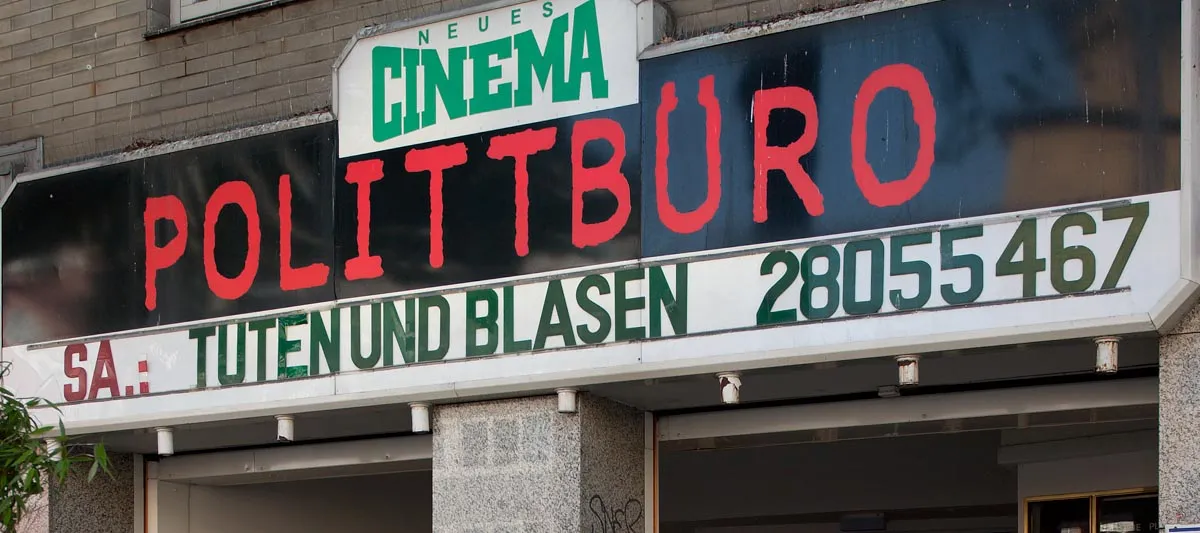 NEUES
CINEMA
POLITTBÜRO
SA.: TUTEN UND BLASEN 28055467